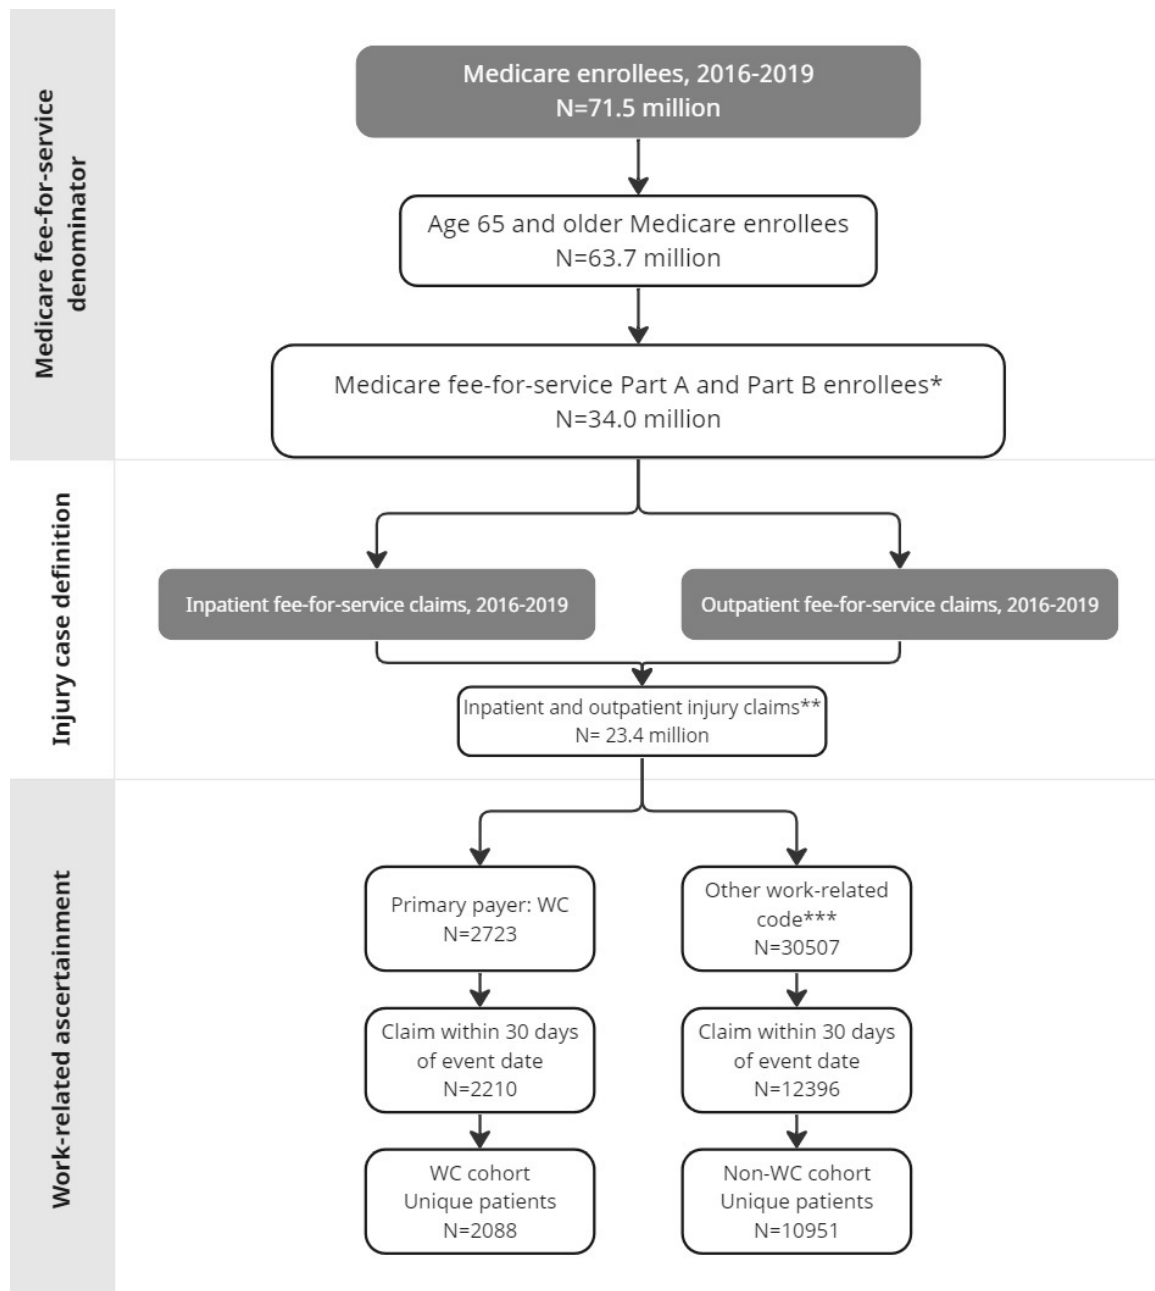 Medicare fee-for-service
denominator
Medicare enrollees, 2016-2019
N=71.5 million
Age 65 and older Medicare enrollees
N=63.7 million
Medicare fee-for-service Part A and Part B enrollees*
N=34.0 million
Injury case definition
Inpatient fee-for-service claims, 2016-2019
Outpatient fee-for-service claims, 2016-2019
Inpatient and outpatient injury claims**
N= 23.4 million
Work-related ascertainment
Primary payer: WC
N=2723
Other work-related
code***
N=30507
Claim within 30 days
of event date
N=2210
Claim within 30 days
of event date
N=12396
WC cohort
Unique patients
N=2088
Non-WC cohort
Unique patients
N=10951